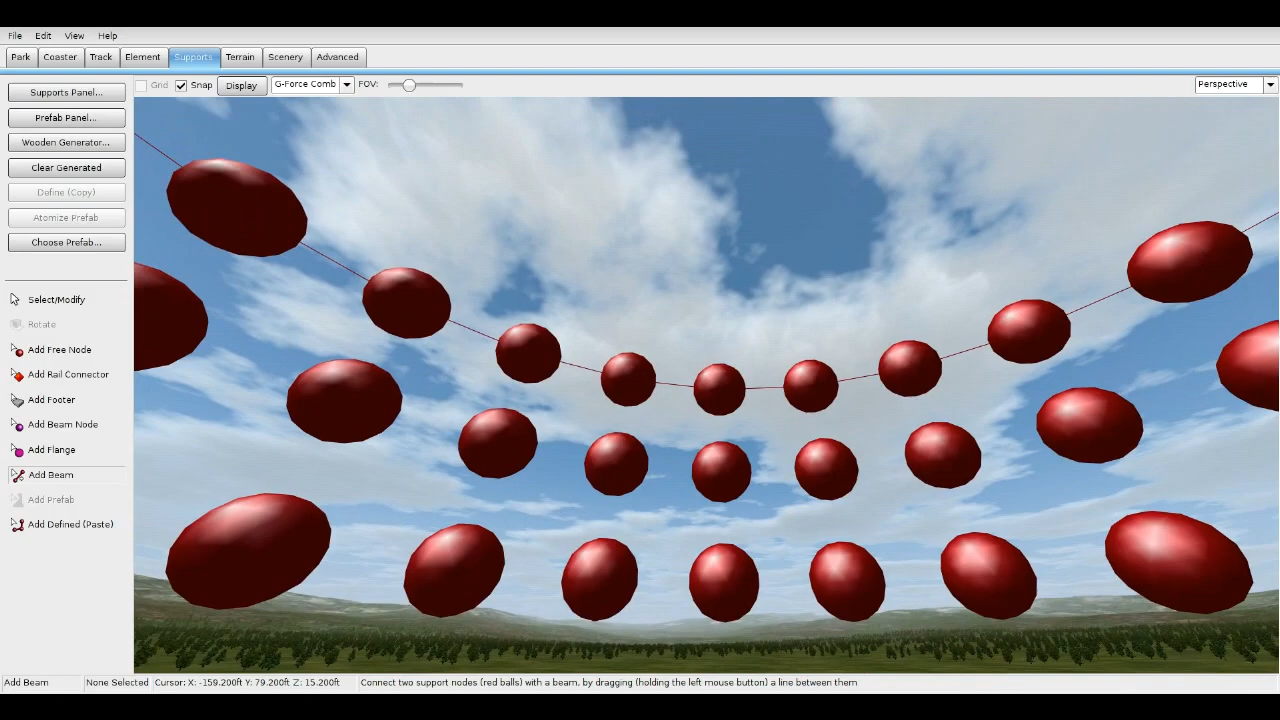 File Edit View Help
Park Coaster Track Element Supports Terrain Scenery Advanced
Grid Snap Display G-Force Comb FOV: Perspective
Supports Panel...
Prefab Panel...
Wooden Generator...
Clear Generated
Define (Copy)
Atomize Prefab
Choose Prefab...
Select/Modify
Rotate
Add Free Node
Add Rail Connector
Add Footer
Add Beam Node
Add Flange
Add Beam
Add Prefab
Add Defined (Paste)
Add Beam None Selected Cursor: X: -159.200ft Y: 79.200ft Z: 15.200ft Connect two support nodes (red balls) with a beam, by dragging (holding the left mouse button) a line between them